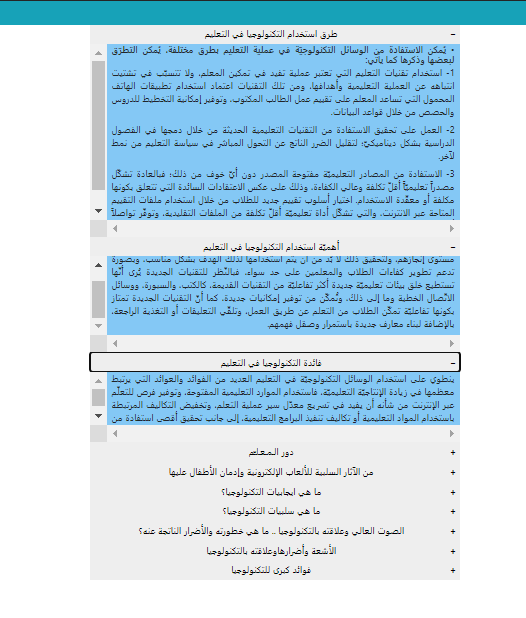 طرق استخدام التكنولوجيا في التعليم
−
• يُمكن الاستفادة من الوسائل التكنولوجيّة في عملية التعليم بطرق مختلفة، يُمكن التطرّق
لبعضها وذكرها كما يأتي:
1- استخدام تقنيات التعليم التي تعتبر عملية تفيد في تمكين المعلم، ولا تتسبّب في تشتيت
انتباهه عن العملية التعليمية وأهدافها، ومن تلك التقنيات اعتماد استخدام تطبيقات الهاتف
المحمول التي تساعد المعلم على تقييم عمل الطالب المكتوب، وتوفير إمكانية التخطيط للدروس
والحصص من خلال قواعد البيانات.
2- العمل على تحقيق الاستفادة من التقنيات التعليمية الحديثة من خلال دمجها في الفصول
الدراسية بشكل ديناميكيّ؛ لتقليل الضرر الناتج عن التحول المباشر في سياسة التعليم من نمط
لآخر.
3- الاستفادة من المصادر التعليميّة مفتوحة المصدر دون أيّ خوف من ذلك؛ فبالعادة تشكّل
مصدراً تعليميّاً أقلّ تكلفة وعالي الكفاءة، وذلك على عكس الاعتقادات السائدة التي تتعلق بكونها
مكلفة أو معقّدة الاستخدام. اختيار أسلوب تقييم جديد للطلاب من خلال استخدام ملفات التقييم
المتاحة عبر الانترنت، والتي تشكّل أداة تعليميّة أقلّ تكلفة من الملفات التقليدية، وتوفّر تواصلاً
أهميّة استخدام التكنولوجيا في التعليم
−
مستوى إنجازهم، ولتحقيق ذلك لا بُدّ من أن يتم استخدامها لذلك الهدف بشكل مناسب، وبصورة
تدعم تطوير كفاءات الطلاب والمعلمين على حد سواء، فبالنّظر للتقنيات الجديدة يُرى أنّها
تستطيع خلق بيئات تعليميّة جديدة أكثر تفاعليّة من التقنيات القديمة، كالكتب، والسبورة، ووسائل
الاتّصال الخطية وما إلى ذلك، وتُمكّن من توفير إمكانيات جديدة، كما أنّ التقنيات الجديدة تمتاز
بكونها تفاعليّة تمكّن الطلاب من التعلم عن طريق العمل، وتلقّي التعليقات أو التغذية الراجعة،
بالإضافة لبناء معارف جديدة باستمرار وصقل فهمهم.
فائدة التكنولوجيا في التعليم
−
ينطوي على استخدام الوسائل التكنولوجيّة في التعليم العديد من الفوائد والعوائد التي يرتبط
معظمها في زيادة الإنتاجيّة التعليميّة، فاستخدام الموارد التعليمية المفتوحة، وتوفير فرص للتعلّم
عبر الإنترنت من شأنه أن يفيد في تسريع معدّل سير عملية التعلم، وتخفيض التكاليف المرتبطة
باستخدام المواد التعليمية أو تكاليف تنفيذ البرامج التعليمية، إلى جانب تحقيق أقصى استفادة من
+ دور المـعـلـم
+ من الآثار السلبية للألعاب الإلكترونية وإدمان الأطفال عليها
+ ما هي ايجابيات التكنولوجيا؟
+ ما هي سلبيات التكنولوجيا؟
+ الصوت العالي وعلاقته بالتكنولوجيا .. ما هي خطورته والأضرار الناتجة عنه؟
+ الأشعة وأضرارهاوعلاقته بالتكنولوجيا
+ فوائد كبرى للتكنولوجيا